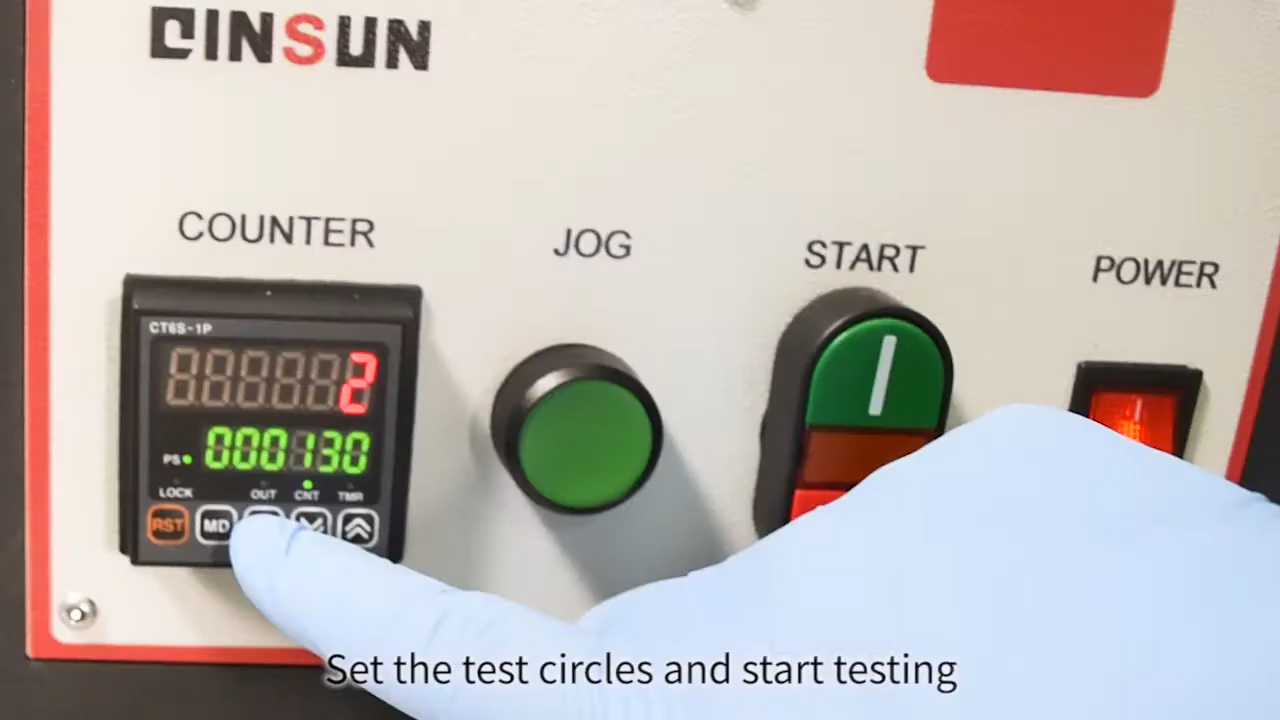 QINSUN
COUNTER
JOG
START
POWER
CT6S-1P
2
PS 000130
LOCK OUT CNT TMR
RST MD
Set the test circles and start testing